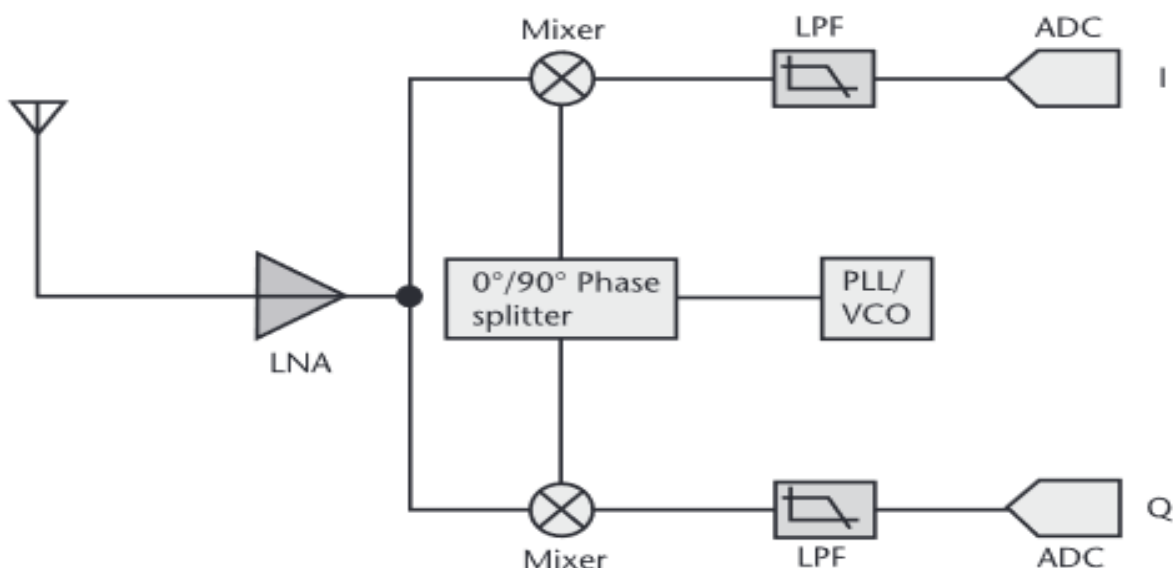 Mixer
LPF
ADC
I
0°/90° Phase
splitter
PLL/
VCO
LNA
Q
Mixer
LPF
ADC